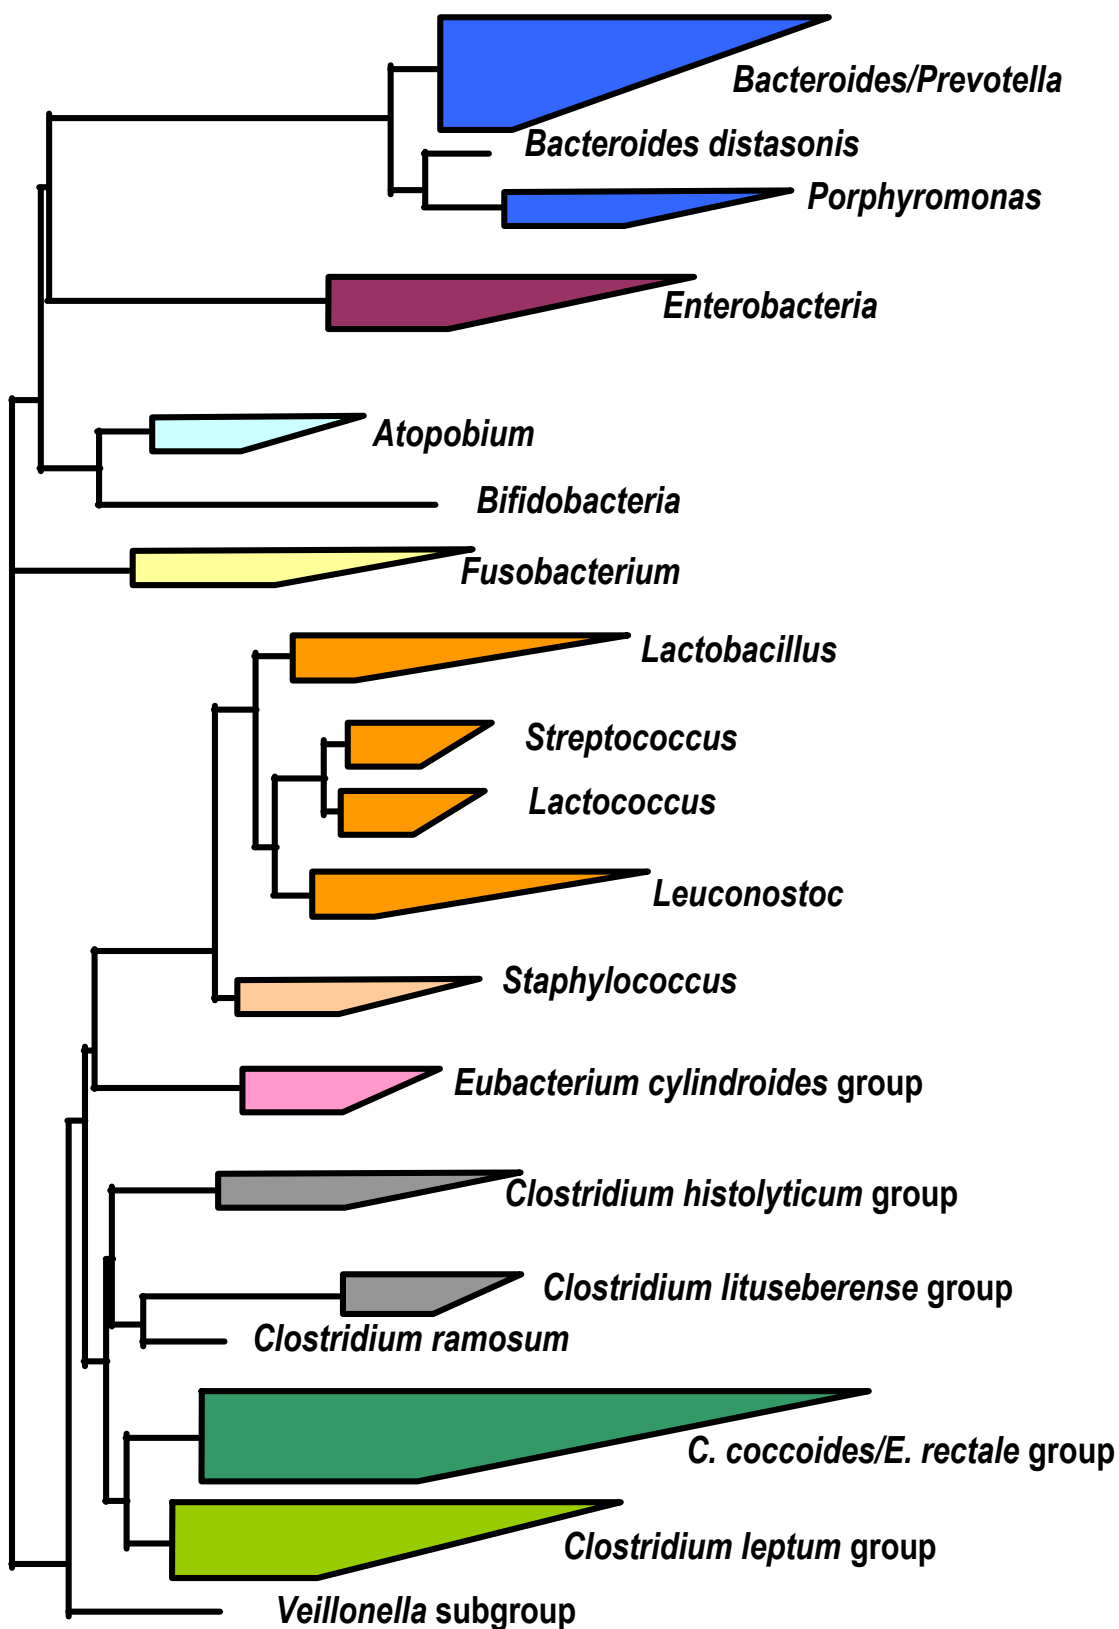 Bacteroides/Prevotella
Bacteroides distasonis
Porphyromonas
Enterobacteria
Atopobium
Bifidobacteria
Fusobacterium
Lactobacillus
Streptococcus
Lactococcus
Leuconostoc
Staphylococcus
Eubacterium cylindroides group
Clostridium histolyticum group
Clostridium lituseberense group
Clostridium ramosum
C. coccoides/E. rectale group
Clostridium leptum group
Veillonella subgroup